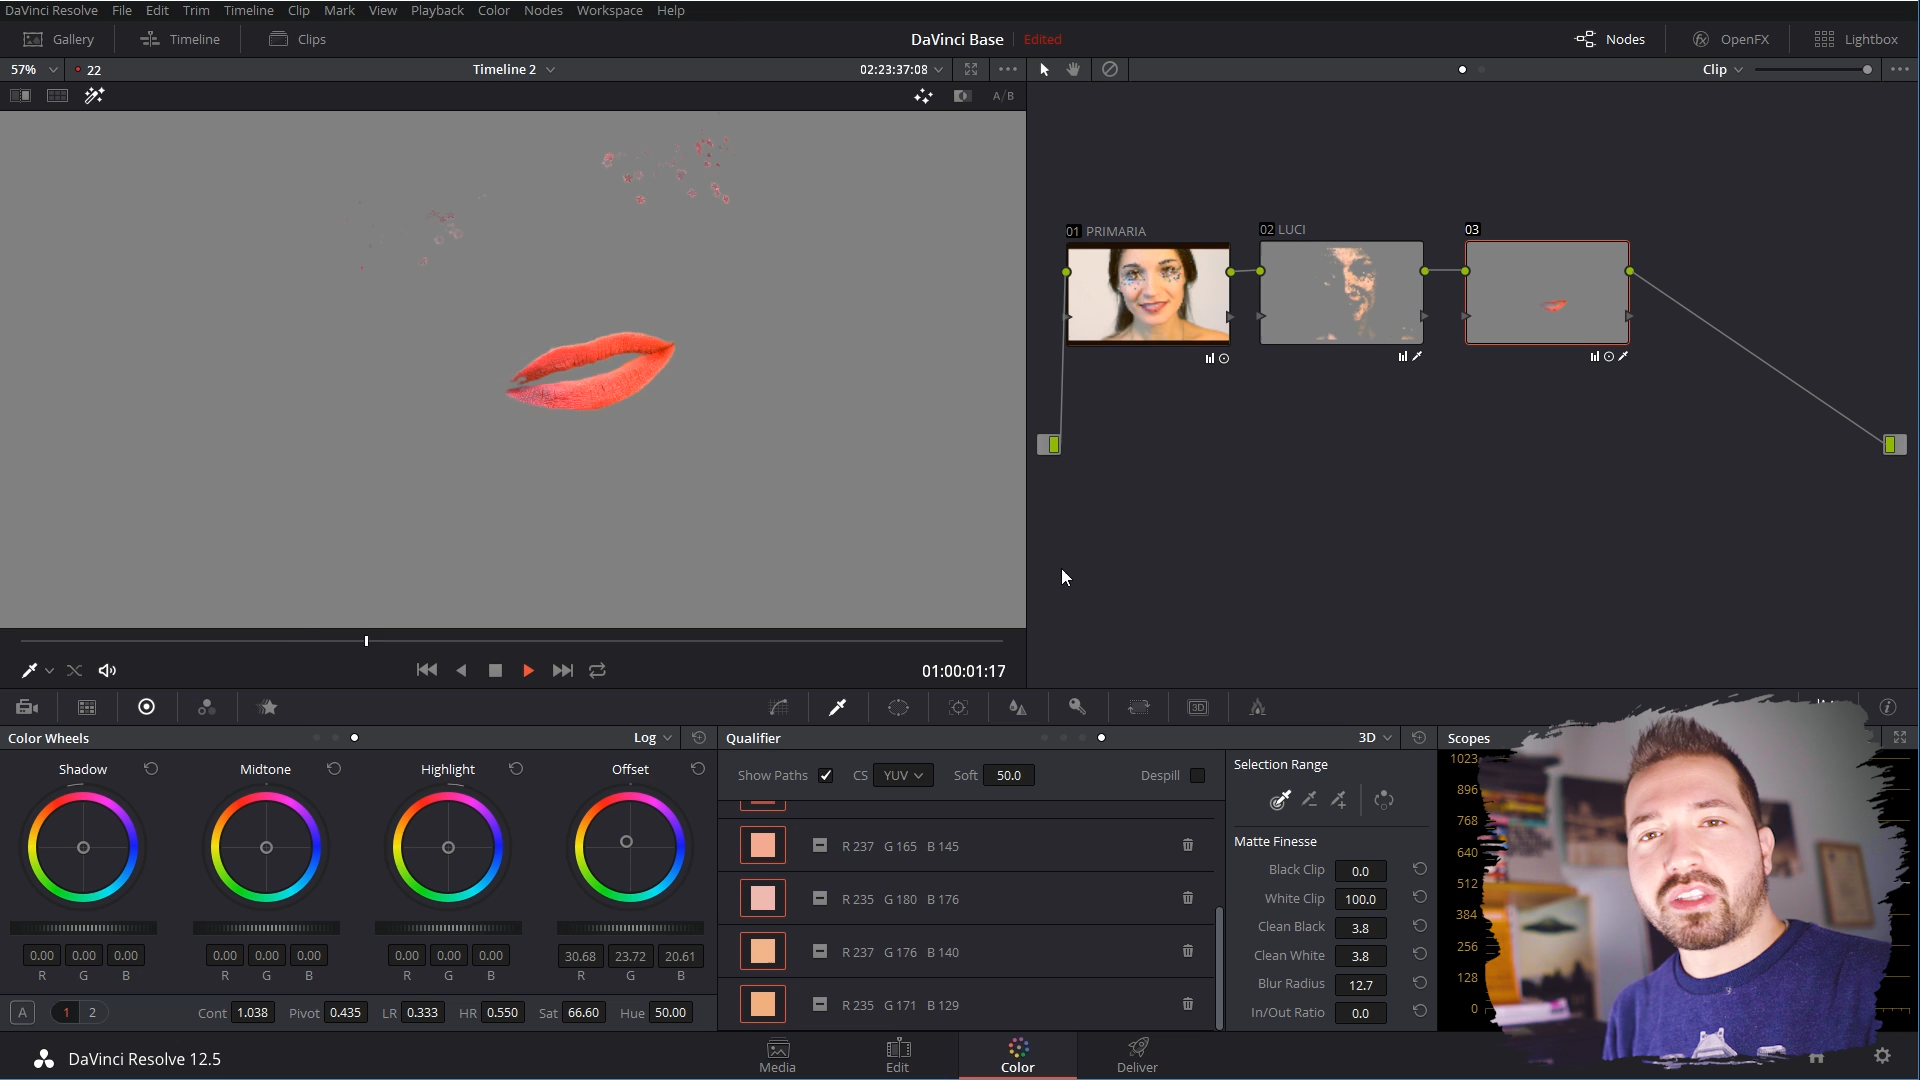 DaVinci Resolve File Edit Trim Timeline Clip Mark View Playback Color Nodes Workspace Help
Gallery Timeline Clips DaVinci Base Edited Nodes OpenFX Lightbox
57% 22 Timeline 2 02:23:37:08 Clip
A/B
01 PRIMARIA 02 LUCI 03
01:00:01:17
3D
Color Wheels Log Qualifier 3D Scopes
Shadow Midtone Highlight Offset
Show Paths CS YUV Soft 50.0 Despill
Selection Range
R 237 G 165 B 145
R 235 G 180 B 176
R 237 G 176 B 140
R 235 G 171 B 129
Matte Finesse
Black Clip 0.0
White Clip 100.0
Clean Black 3.8
Clean White 3.8
Blur Radius 12.7
In/Out Ratio 0.0
1023
896
768
640
512
384
256
128
0
0.00 0.00 0.00 0.00 0.00 0.00 0.00 0.00 0.00 30.68 23.72 20.61
R G B R G B R G B R G B
A 1 2 Cont 1.038 Pivot 0.435 LR 0.333 HR 0.550 Sat 66.60 Hue 50.00
DaVinci Resolve 12.5 Media Edit Color Deliver